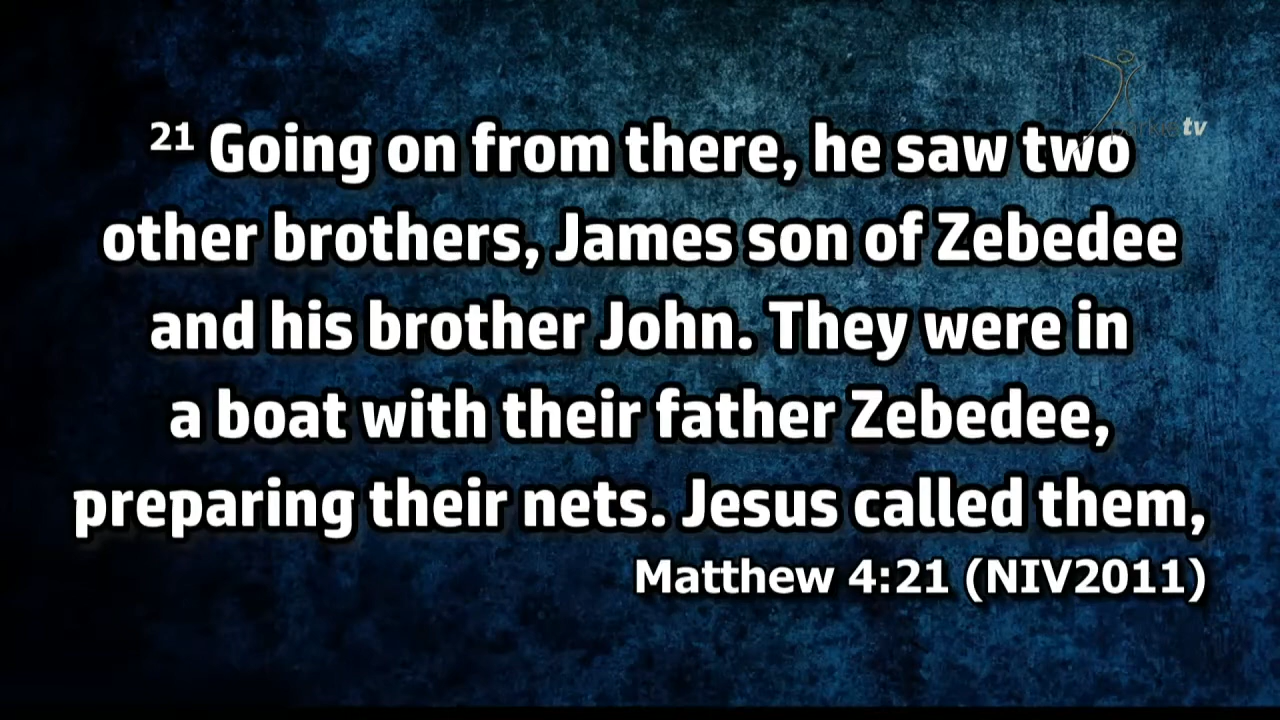 21 Going on from there, he saw two
other brothers, James son of Zebedee
and his brother John. They were in
a boat with their father Zebedee,
preparing their nets. Jesus called them,
Matthew 4:21 (NIV2011)
tv